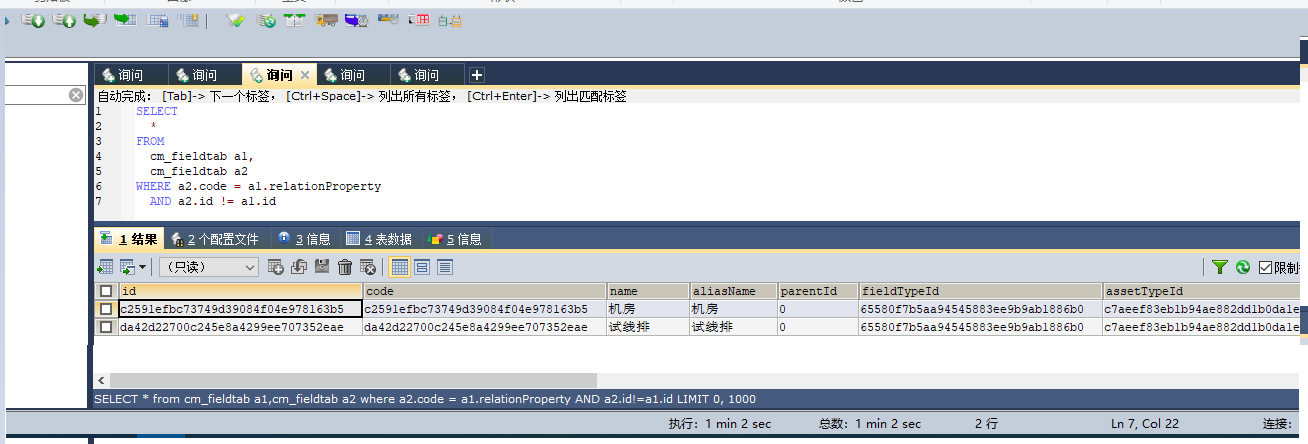 询问 询问 询问 询问 询问
自动完成： [Tab]-> 下一个标签， [Ctrl+Space]-> 列出所有标签， [Ctrl+Enter]-> 列出匹配标签
1 SELECT
2 *
3 FROM
4 cm_fieldtab a1,
5 cm_fieldtab a2
6 WHERE a2.code = a1.relationProperty
7 AND a2.id != a1.id
1 结果 2 个配置文件 3 信息 4 表数据 5 信息
（只读） 限制
id code name aliasName parentId fieldTypeId assetTypeId
c2591efbc73749d39084f04e978163b5 c2591efbc73749d39084f04e978163b5 机房 机房 0 65580f7b5aa94545883ee9b9ab1886b0 c7aeef83eb1b94ae882dd1b0da1e
da42d22700c245e8a4299ee707352eae da42d22700c245e8a4299ee707352eae 试线排 试线排 0 65580f7b5aa94545883ee9b9ab1886b0 c7aeef83eb1b94ae882dd1b0da1e
SELECT * from cm_fieldtab a1,cm_fieldtab a2 where a2.code = a1.relationProperty AND a2.id!=a1.id LIMIT 0, 1000
执行： 1 min 2 sec 总数： 1 min 2 sec 2 行 Ln 7, Col 22 连接：